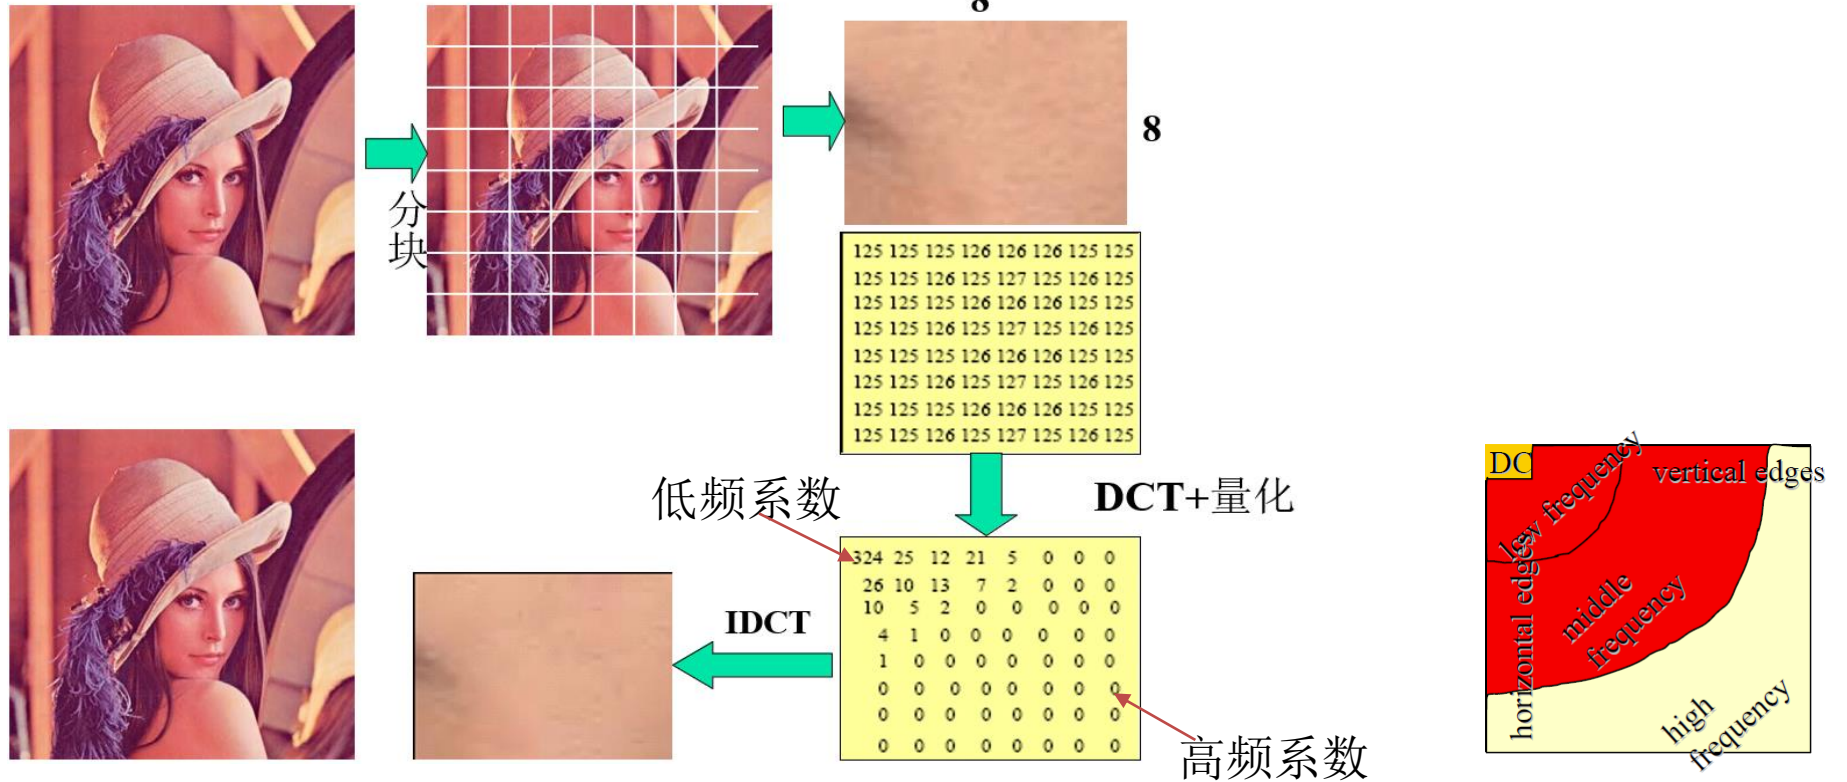 8
8
分
块
125 125 125 126 126 126 125 125
125 125 126 125 127 125 126 125
125 125 125 126 126 126 125 125
125 125 126 125 127 125 126 125
125 125 125 126 126 126 125 125
125 125 126 125 127 125 126 125
125 125 125 126 126 126 125 125
125 125 126 125 127 125 126 125
DCT+量化
低频系数
324 25 12 21 5 0 0 0
26 10 13 7 2 0 0 0
10 5 2 0 0 0 0 0
4 1 0 0 0 0 0 0
1 0 0 0 0 0 0 0
0 0 0 0 0 0 0 0
0 0 0 0 0 0 0 0
0 0 0 0 0 0 0 0
高频系数
IDCT
DC
low frequency
vertical edges
horizontal edges
middle
frequency
high
frequency